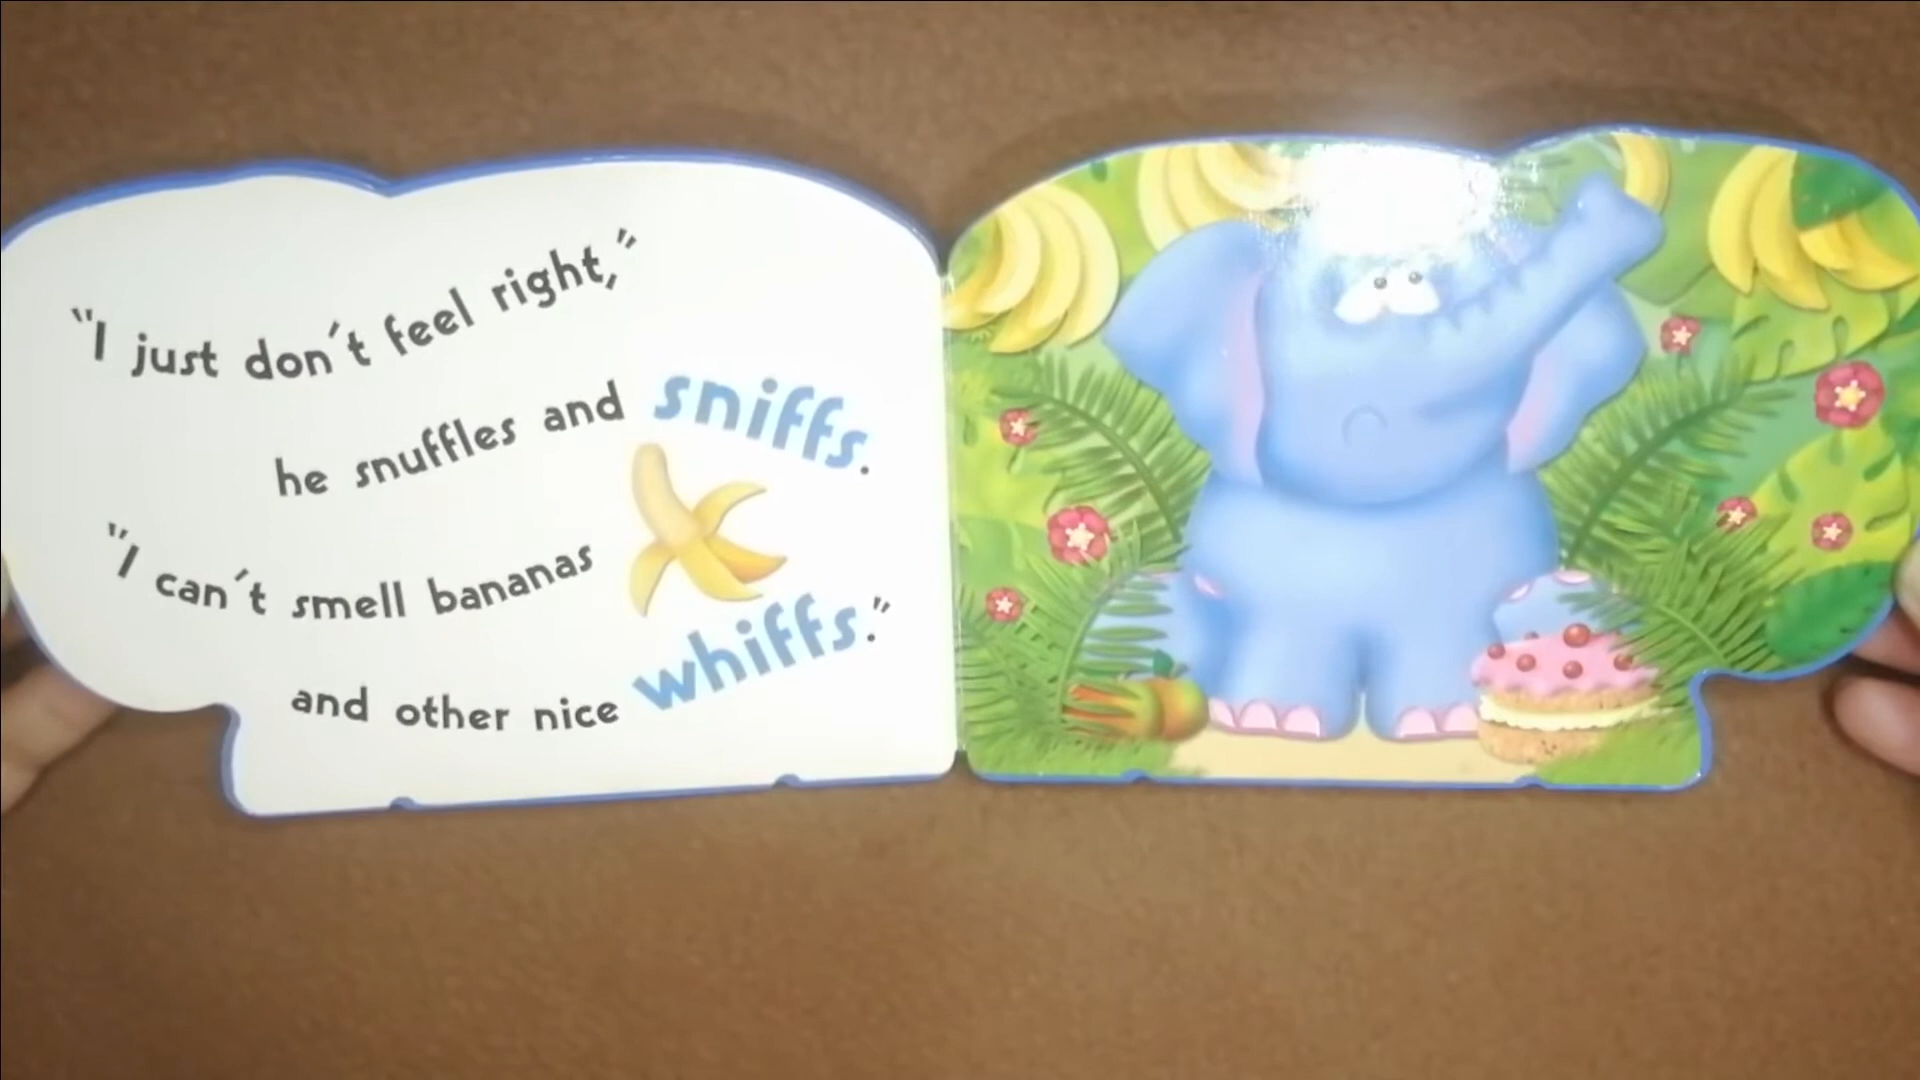 "I just don't feel right,"
he snuffles and sniffs.
"I can't smell bananas
and other nice whiffs."